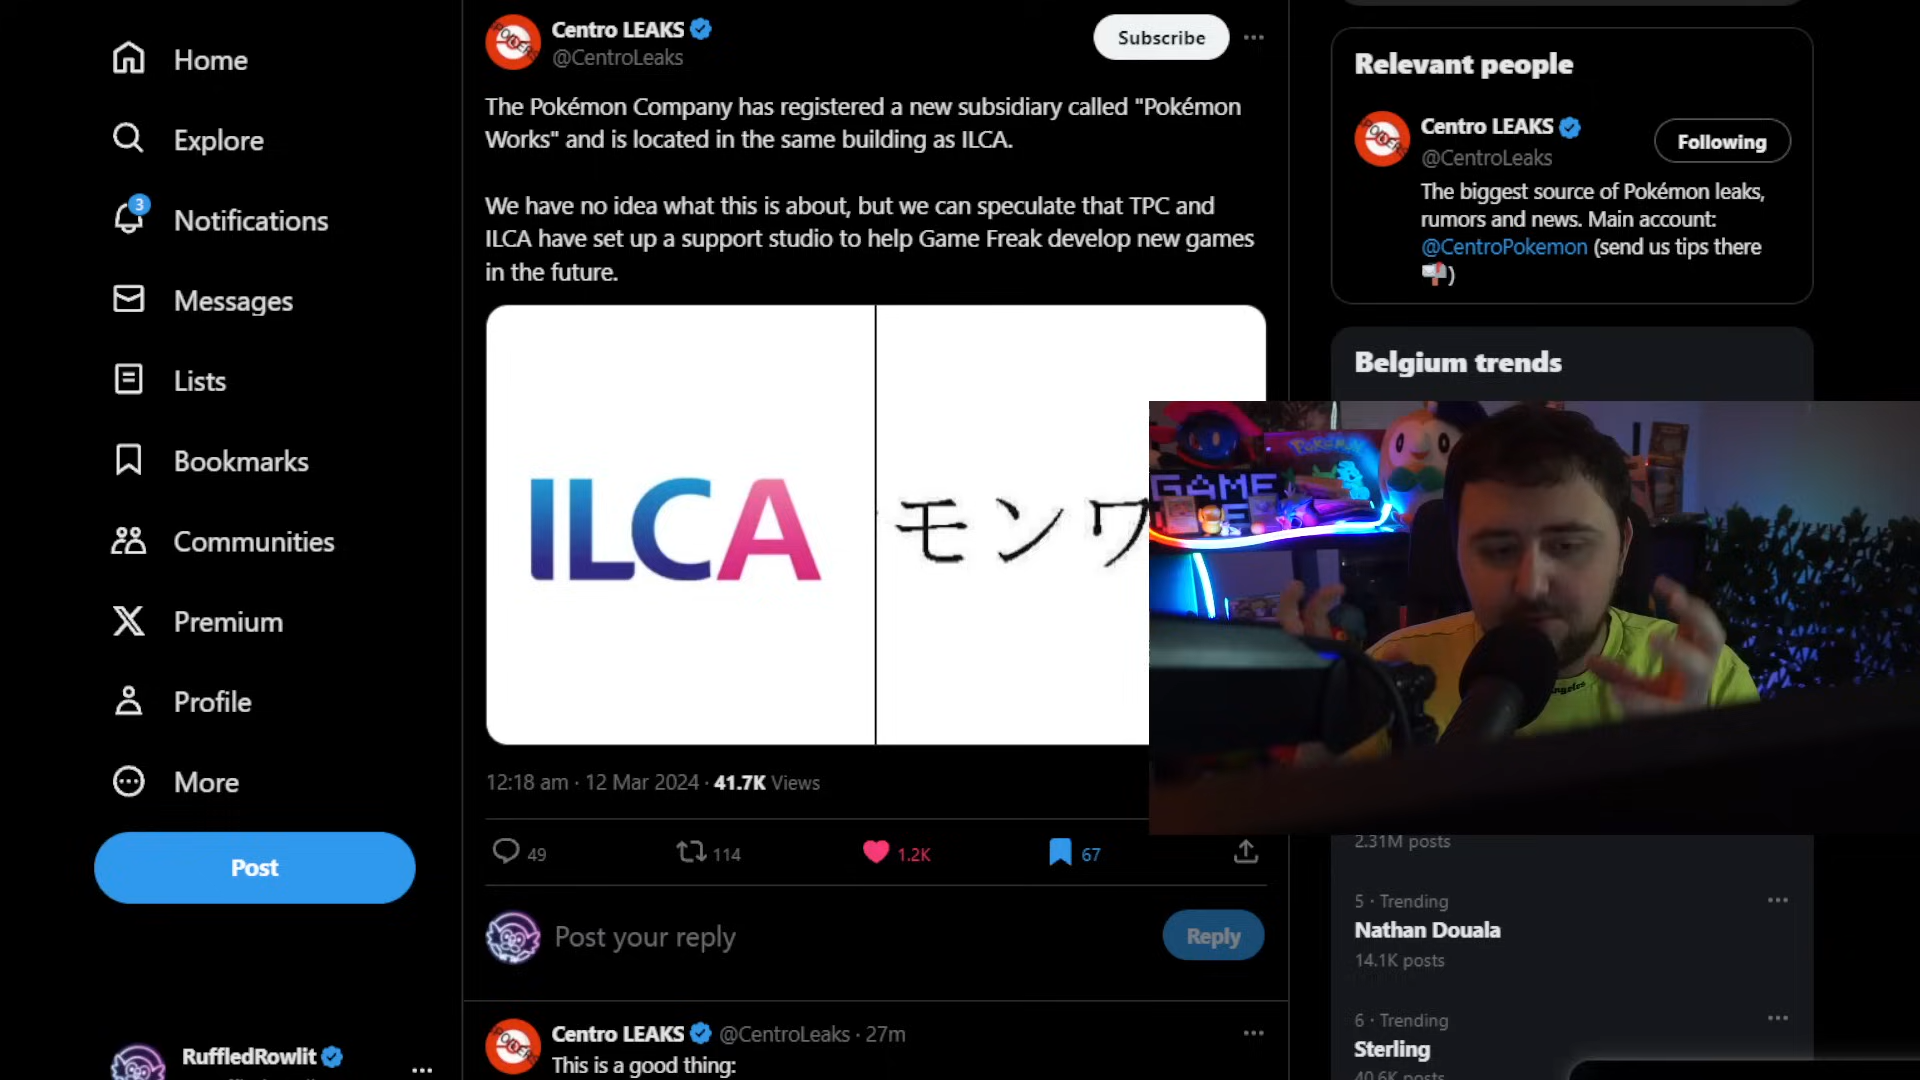 Home
Explore
3
Notifications
Messages
Lists
Bookmarks
Communities
Premium
Profile
More
Post
RuffledRowlit
Centro LEAKS
@CentroLeaks
Subscribe
The Pokémon Company has registered a new subsidiary called "Pokémon
Works" and is located in the same building as ILCA.
We have no idea what this is about, but we can speculate that TPC and
ILCA have set up a support studio to help Game Freak develop new games
in the future.
ILCA
モンワ
12:18 am · 12 Mar 2024 · 41.7K Views
49
114
1.2K
67
Post your reply
Reply
Centro LEAKS @CentroLeaks · 27m
This is a good thing:
Relevant people
Centro LEAKS
@CentroLeaks
Following
The biggest source of Pokémon leaks,
rumors and news. Main account:
@CentroPokemon (send us tips there
)
Belgium trends
POKÉMON
GAME
2.31M posts
5 · Trending
Nathan Douala
14.1K posts
6 · Trending
Sterling
40.6K posts